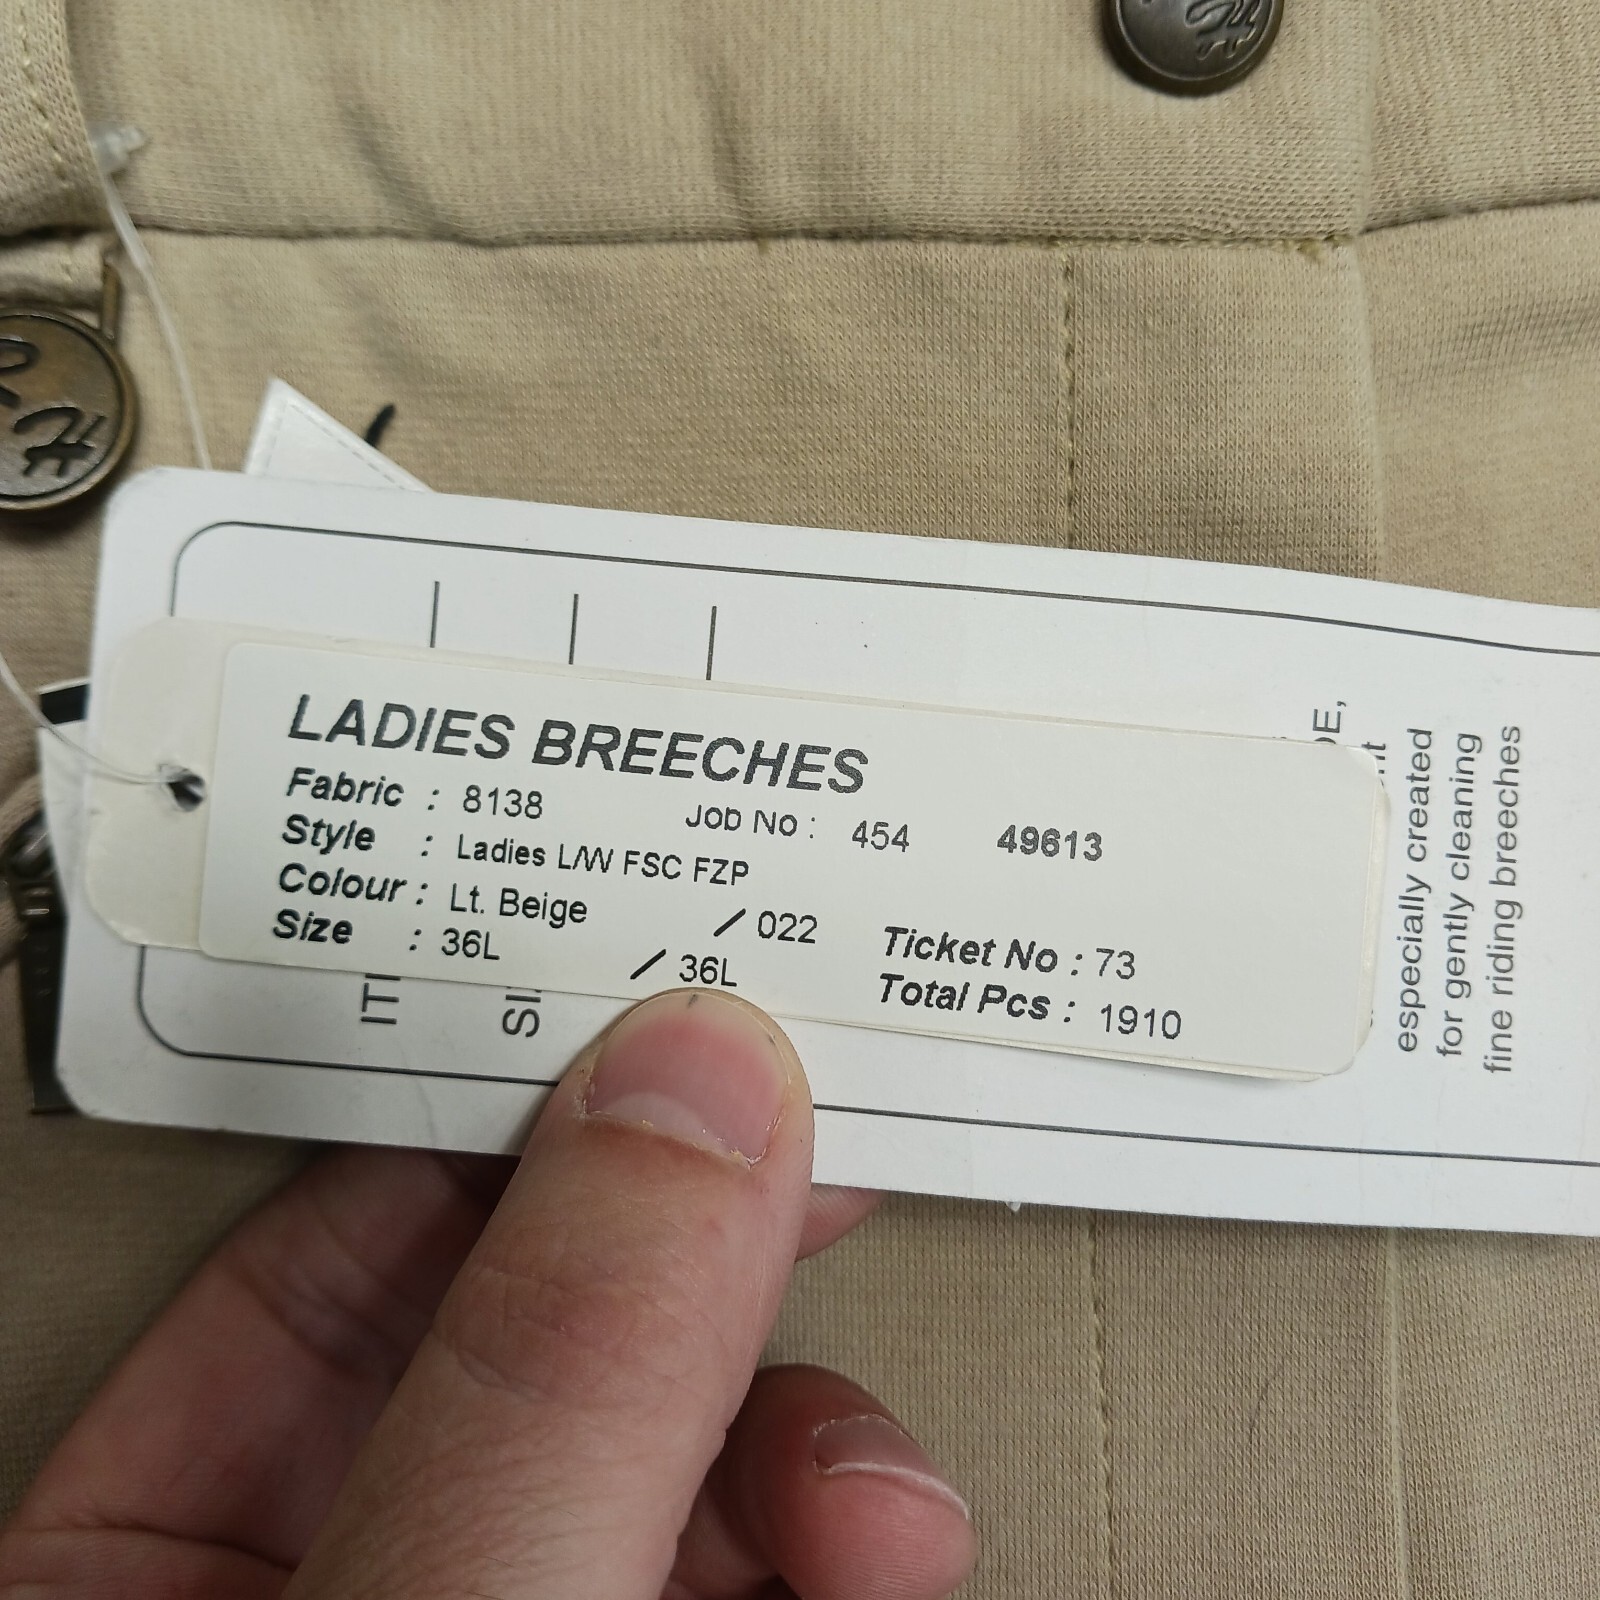 LADIES BREECHES
Fabric : 8138 Job No : 454 49613
Style : Ladies L/W FSC FZP
Colour : Lt. Beige / 022 Ticket No : 73
Size : 36L / 36L Total Pcs : 1910
especially created
for gently cleaning
fine riding breeches